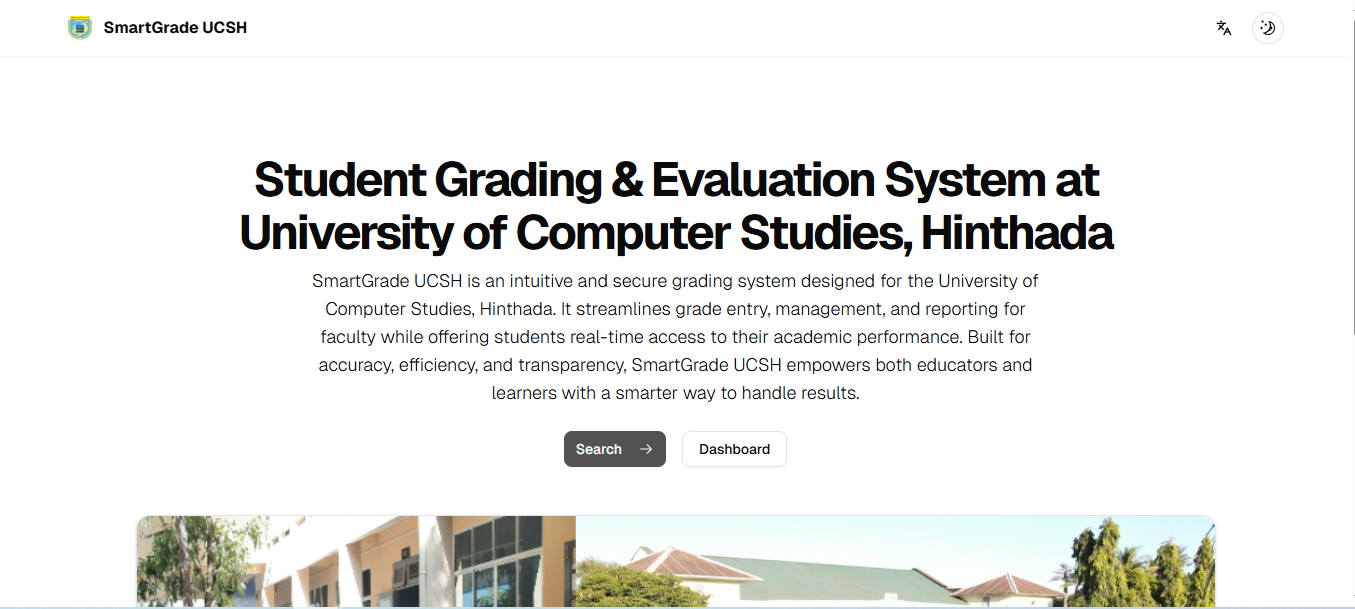 SmartGrade UCSH
Student Grading & Evaluation System at
University of Computer Studies, Hinthada
SmartGrade UCSH is an intuitive and secure grading system designed for the University of
Computer Studies, Hinthada. It streamlines grade entry, management, and reporting for
faculty while offering students real-time access to their academic performance. Built for
accuracy, efficiency, and transparency, SmartGrade UCSH empowers both educators and
learners with a smarter way to handle results.
Search
Dashboard